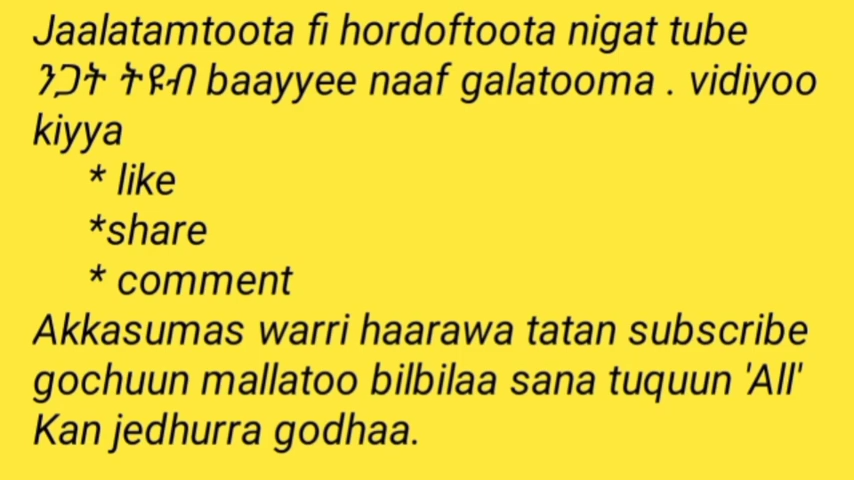 Jaalatamtoota fi hordoftoota nigat tube
ንጋት ትዩብ baayyee naaf galatooma . vidiyoo
kiyya
* like
*share
* comment
Akkasumas warri haarawa tatan subscribe
gochuun mallatoo bilbilaa sana tuquun 'All'
Kan jedhurra godhaa.